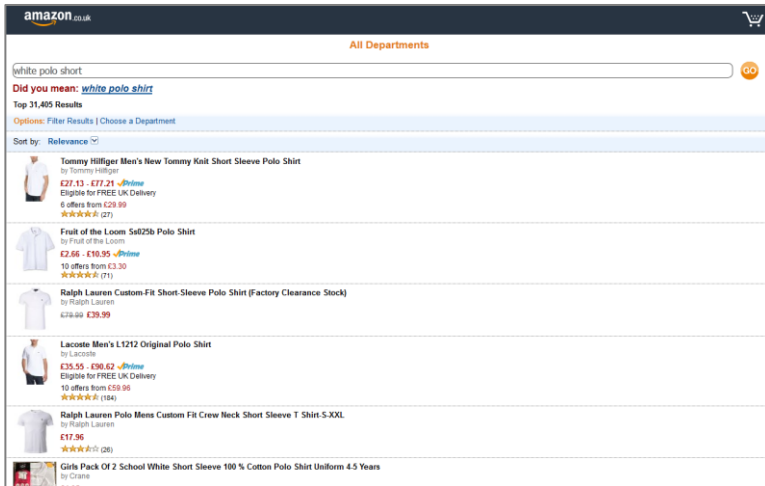 amazon.co.uk
All Departments
white polo short
GO
Did you mean: white polo shirt
Top 31,405 Results
Options: Filter Results | Choose a Department
Sort by: Relevance
Tommy Hilfiger Men's New Tommy Knit Short Sleeve Polo Shirt
by Tommy Hilfiger
£27.13 - £77.21 Prime
Eligible for FREE UK Delivery
6 offers from £29.99
(27)
Fruit of the Loom Ss025b Polo Shirt
by Fruit of the Loom
£2.66 - £10.95 Prime
10 offers from £3.30
(71)
Ralph Lauren Custom-Fit Short-Sleeve Polo Shirt (Factory Clearance Stock)
by Ralph Lauren
£79.99 £39.99
Lacoste Men's L1212 Original Polo Shirt
by Lacoste
£35.55 - £90.62 Prime
Eligible for FREE UK Delivery
10 offers from £59.96
(184)
Ralph Lauren Polo Mens Custom Fit Crew Neck Short Sleeve T Shirt-S-XXL
by Ralph Lauren
£17.96
(26)
Girls Pack Of 2 School White Short Sleeve 100 % Cotton Polo Shirt Uniform 4-5 Years
by Crane